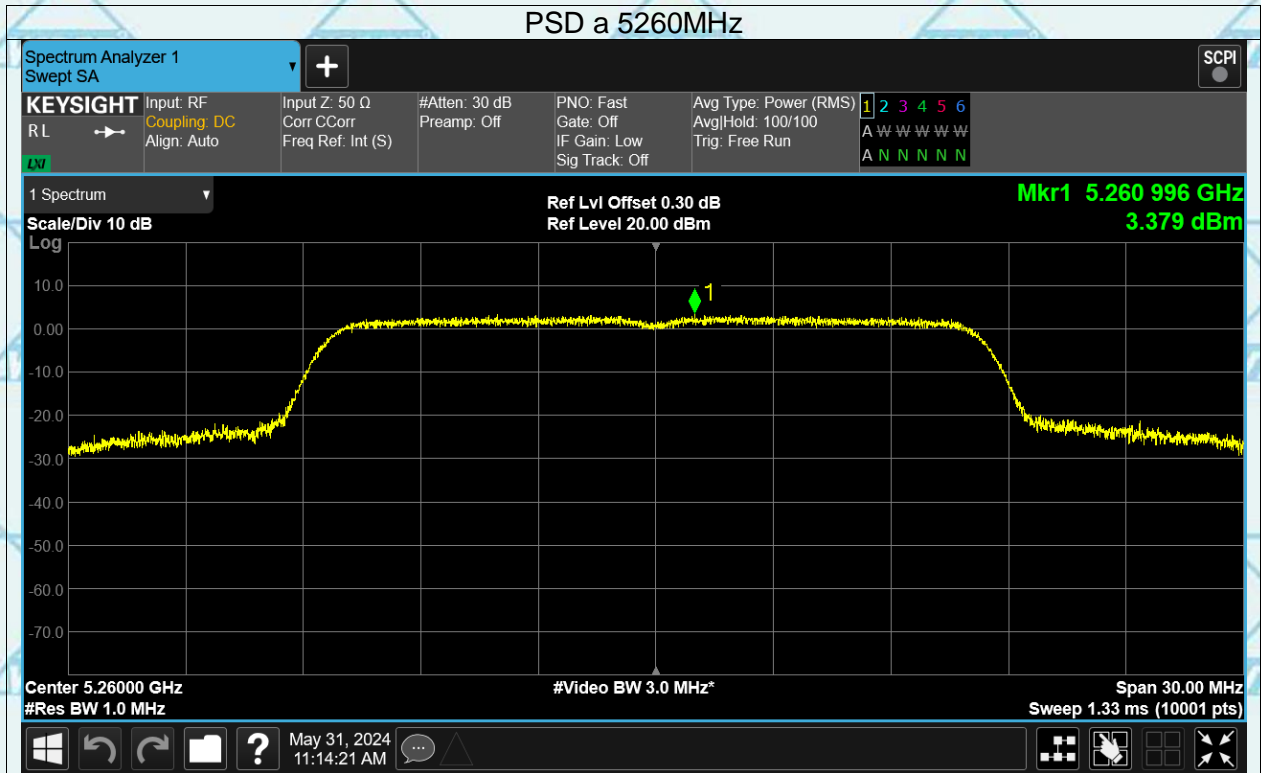 PSD a 5260MHz
Spectrum Analyzer 1
Swept SA
+
SCPI
KEYSIGHT
R L
LXI
Input: RF
Coupling: DC
Align: Auto
Input Z: 50 Ω
Corr CCorr
Freq Ref: Int (S)
#Atten: 30 dB
Preamp: Off
PNO: Fast
Gate: Off
IF Gain: Low
Sig Track: Off
Avg Type: Power (RMS)
Avg|Hold: 100/100
Trig: Free Run
1 2 3 4 5 6
A W W W W W
A N N N N N
1 Spectrum
Scale/Div 10 dB
Log
Ref Lvl Offset 0.30 dB
Ref Level 20.00 dBm
Mkr1 5.260 996 GHz
3.379 dBm
1
10.0
0.00
-10.0
-20.0
-30.0
-40.0
-50.0
-60.0
-70.0
Center 5.26000 GHz
#Res BW 1.0 MHz
#Video BW 3.0 MHz*
Span 30.00 MHz
Sweep 1.33 ms (10001 pts)
?
May 31, 2024
11:14:21 AM